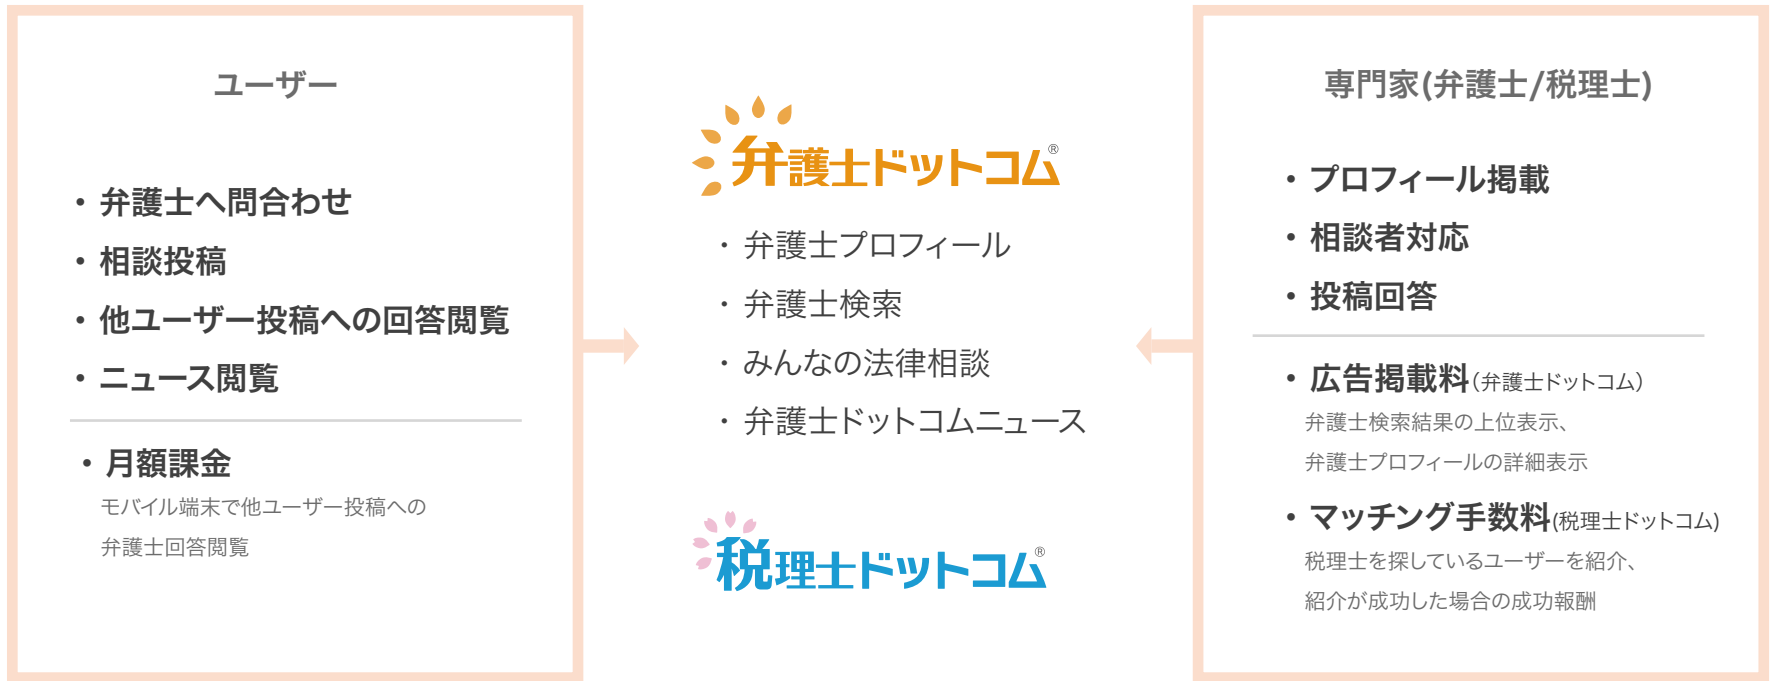 ユーザー
・弁護士へ問合わせ
・相談投稿
・他ユーザー投稿への回答閲覧
・ニュース閲覧
・月額課金
モバイル端末で他ユーザー投稿への
弁護士回答閲覧
弁護士ドットコム®
・弁護士プロフィール
・弁護士検索
・みんなの法律相談
・弁護士ドットコムニュース
税理士ドットコム®
専門家(弁護士/税理士)
・プロフィール掲載
・相談者対応
・投稿回答
・広告掲載料(弁護士ドットコム)
弁護士検索結果の上位表示、
弁護士プロフィールの詳細表示
・マッチング手数料(税理士ドットコム)
税理士を探しているユーザーを紹介、
紹介が成功した場合の成功報酬